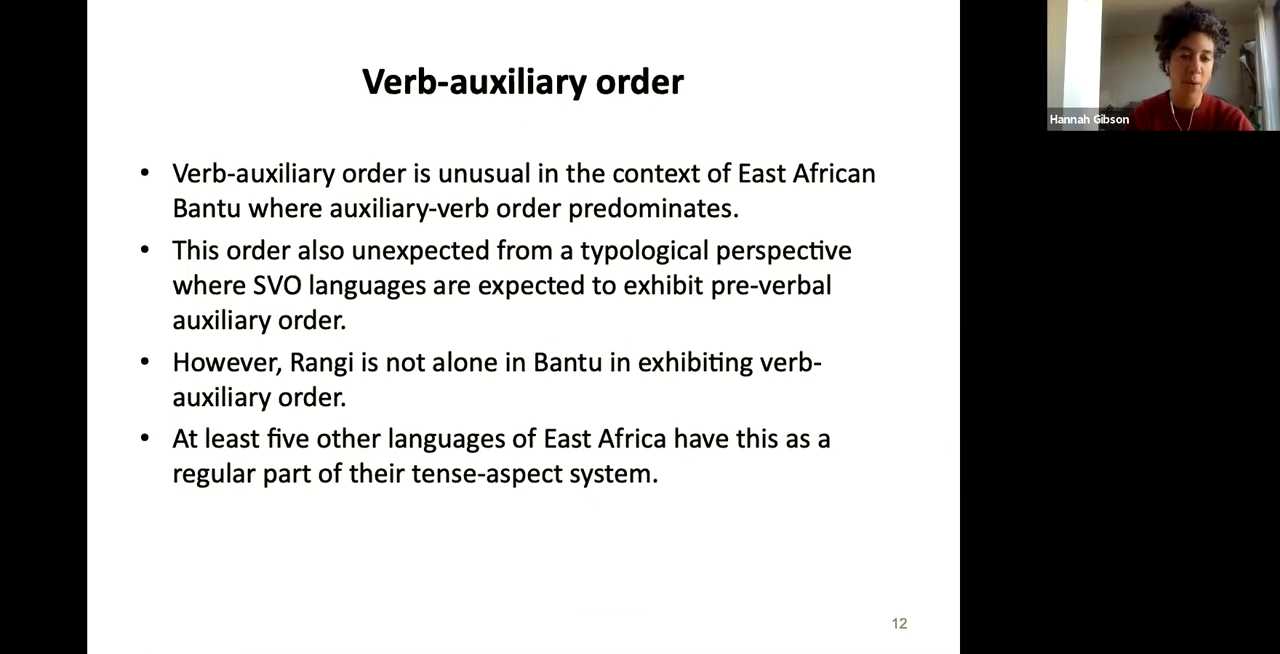 Verb-auxiliary order
• Verb-auxiliary order is unusual in the context of East African
Bantu where auxiliary-verb order predominates.
• This order also unexpected from a typological perspective
where SVO languages are expected to exhibit pre-verbal
auxiliary order.
• However, Rangi is not alone in Bantu in exhibiting verb-
auxiliary order.
• At least five other languages of East Africa have this as a
regular part of their tense-aspect system.
12
Hannah Gibson